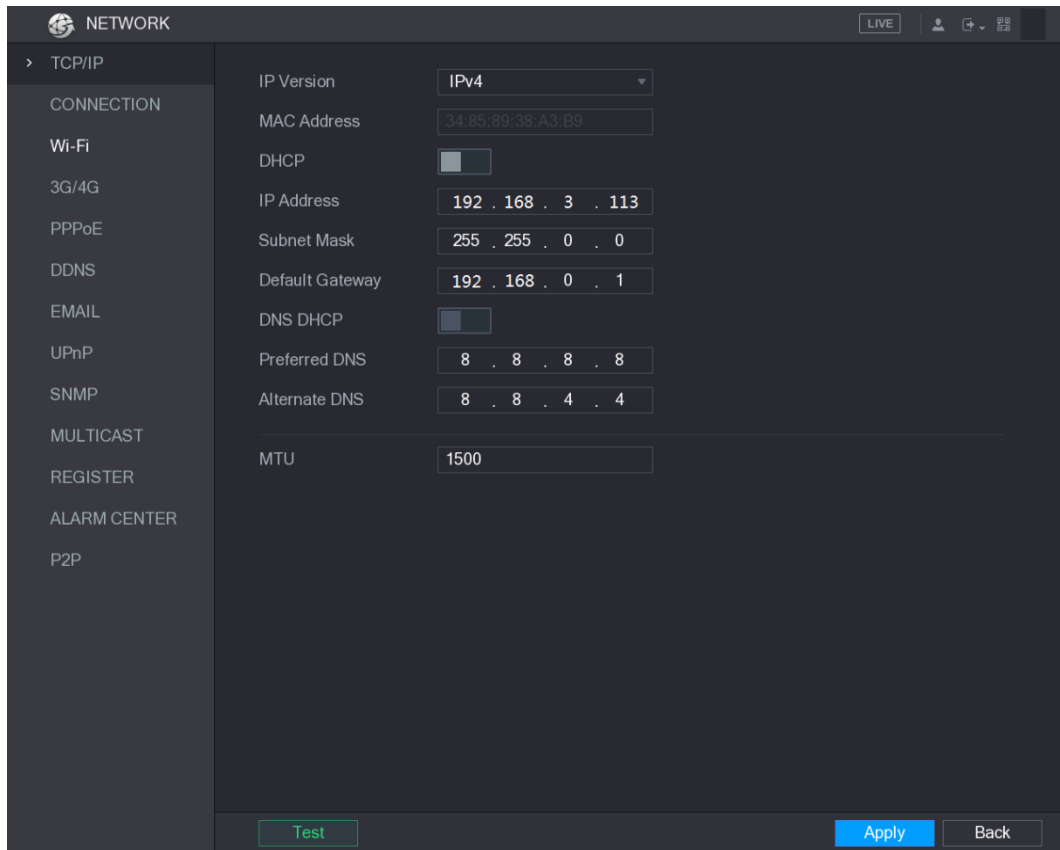 NETWORK
LIVE
TCP/IP
CONNECTION
Wi-Fi
3G/4G
PPPoE
DDNS
EMAIL
UPnP
SNMP
MULTICAST
REGISTER
ALARM CENTER
P2P
IP Version IPv4
MAC Address 34:85:89:38:A3:B9
DHCP
IP Address 192 . 168 . 3 . 113
Subnet Mask 255 . 255 . 0 . 0
Default Gateway 192 . 168 . 0 . 1
DNS DHCP
Preferred DNS 8 . 8 . 8 . 8
Alternate DNS 8 . 8 . 4 . 4
MTU 1500
Test
Apply
Back